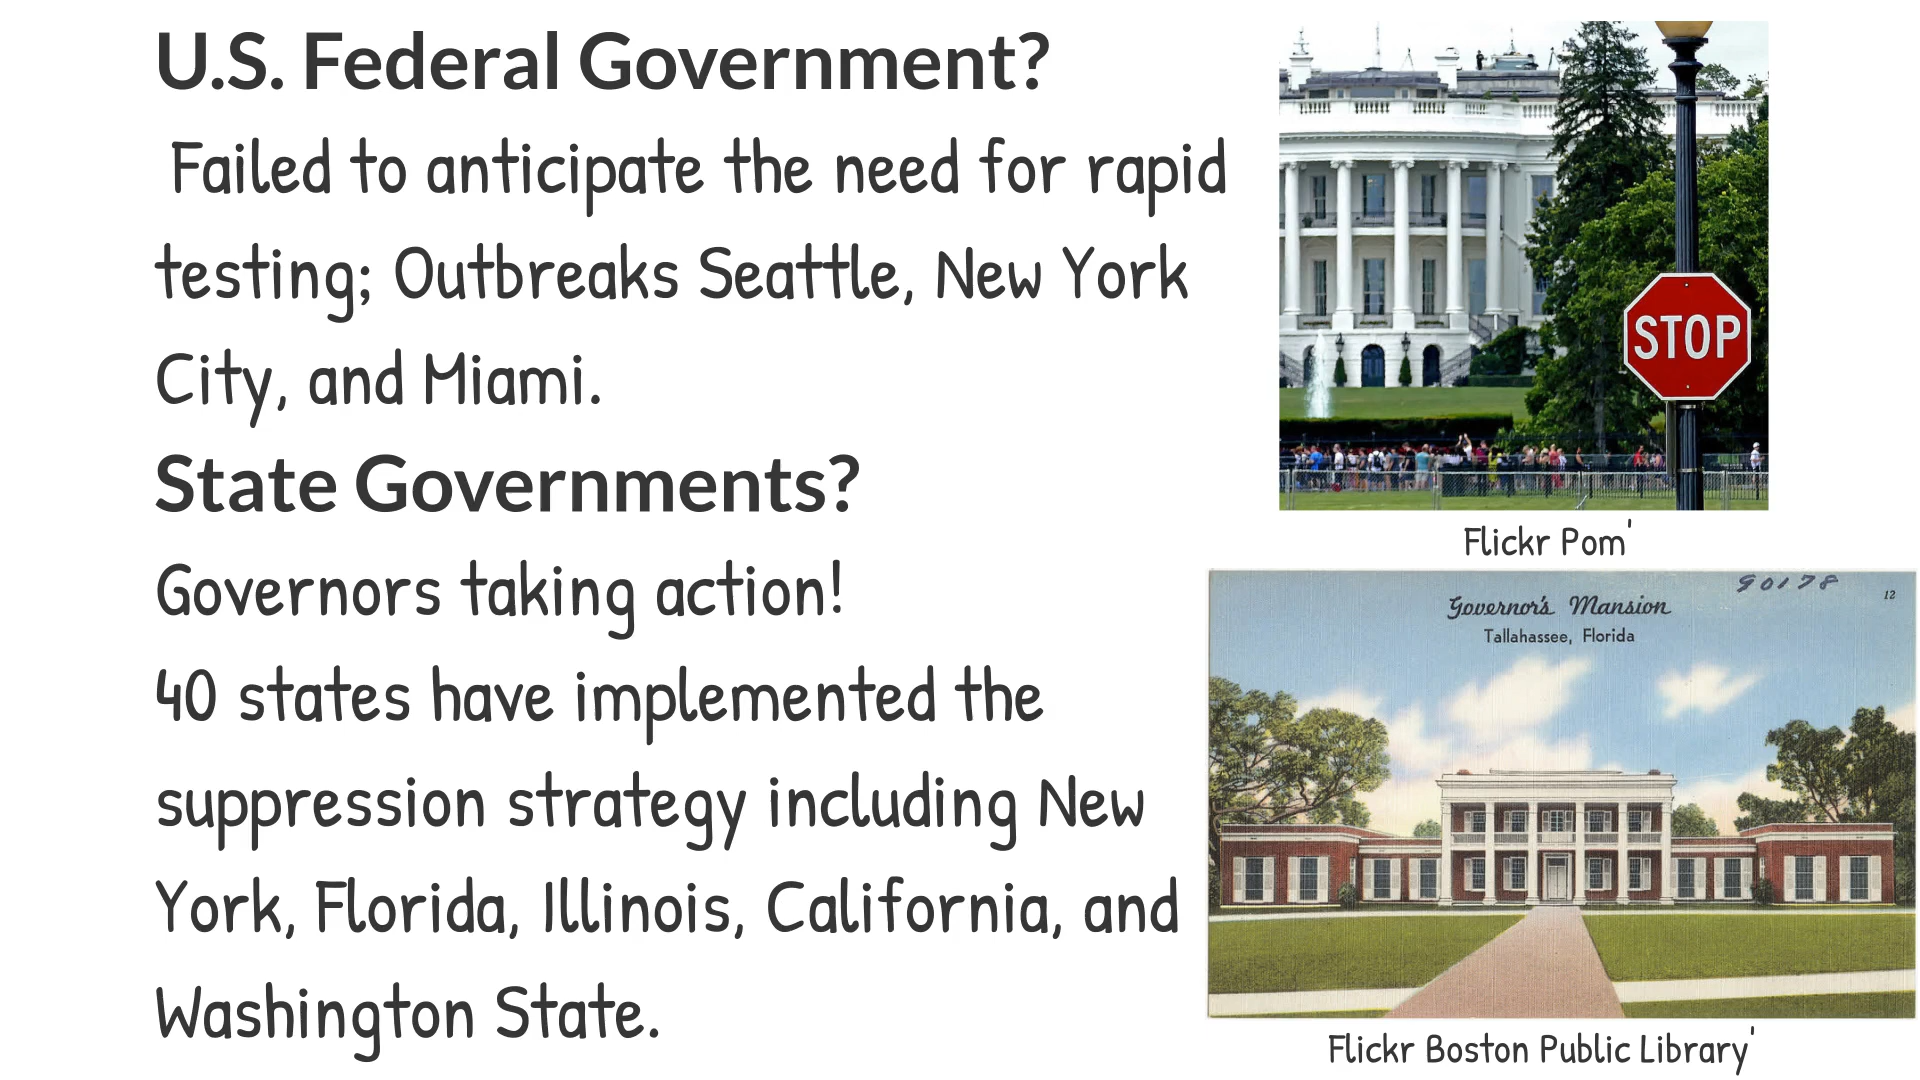 U.S. Federal Government?
Failed to anticipate the need for rapid
testing; Outbreaks Seattle, New York
City, and Miami.
State Governments?
Governors taking action!
40 states have implemented the
suppression strategy including New
York, Florida, Illinois, California, and
Washington State.
STOP
Flickr Pom'
90178
12
Governor's Mansion
Tallahassee, Florida
Flickr Boston Public Library'